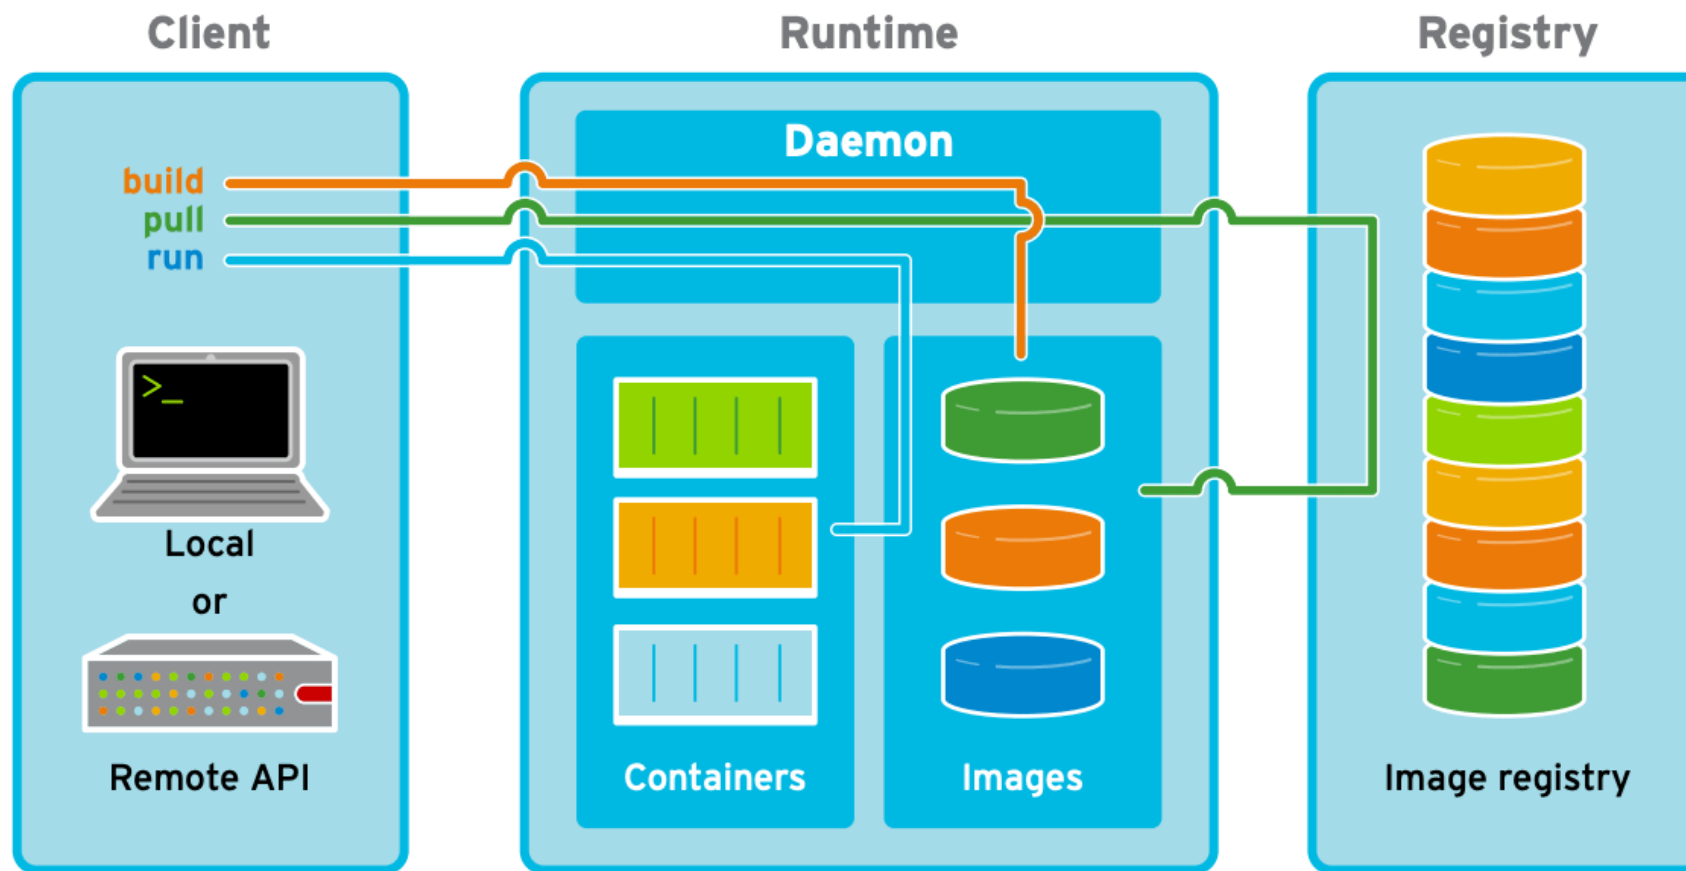 Client
Runtime
Registry
Daemon
build
pull
run
>_
Local
or
Remote API
Containers
Images
Image registry